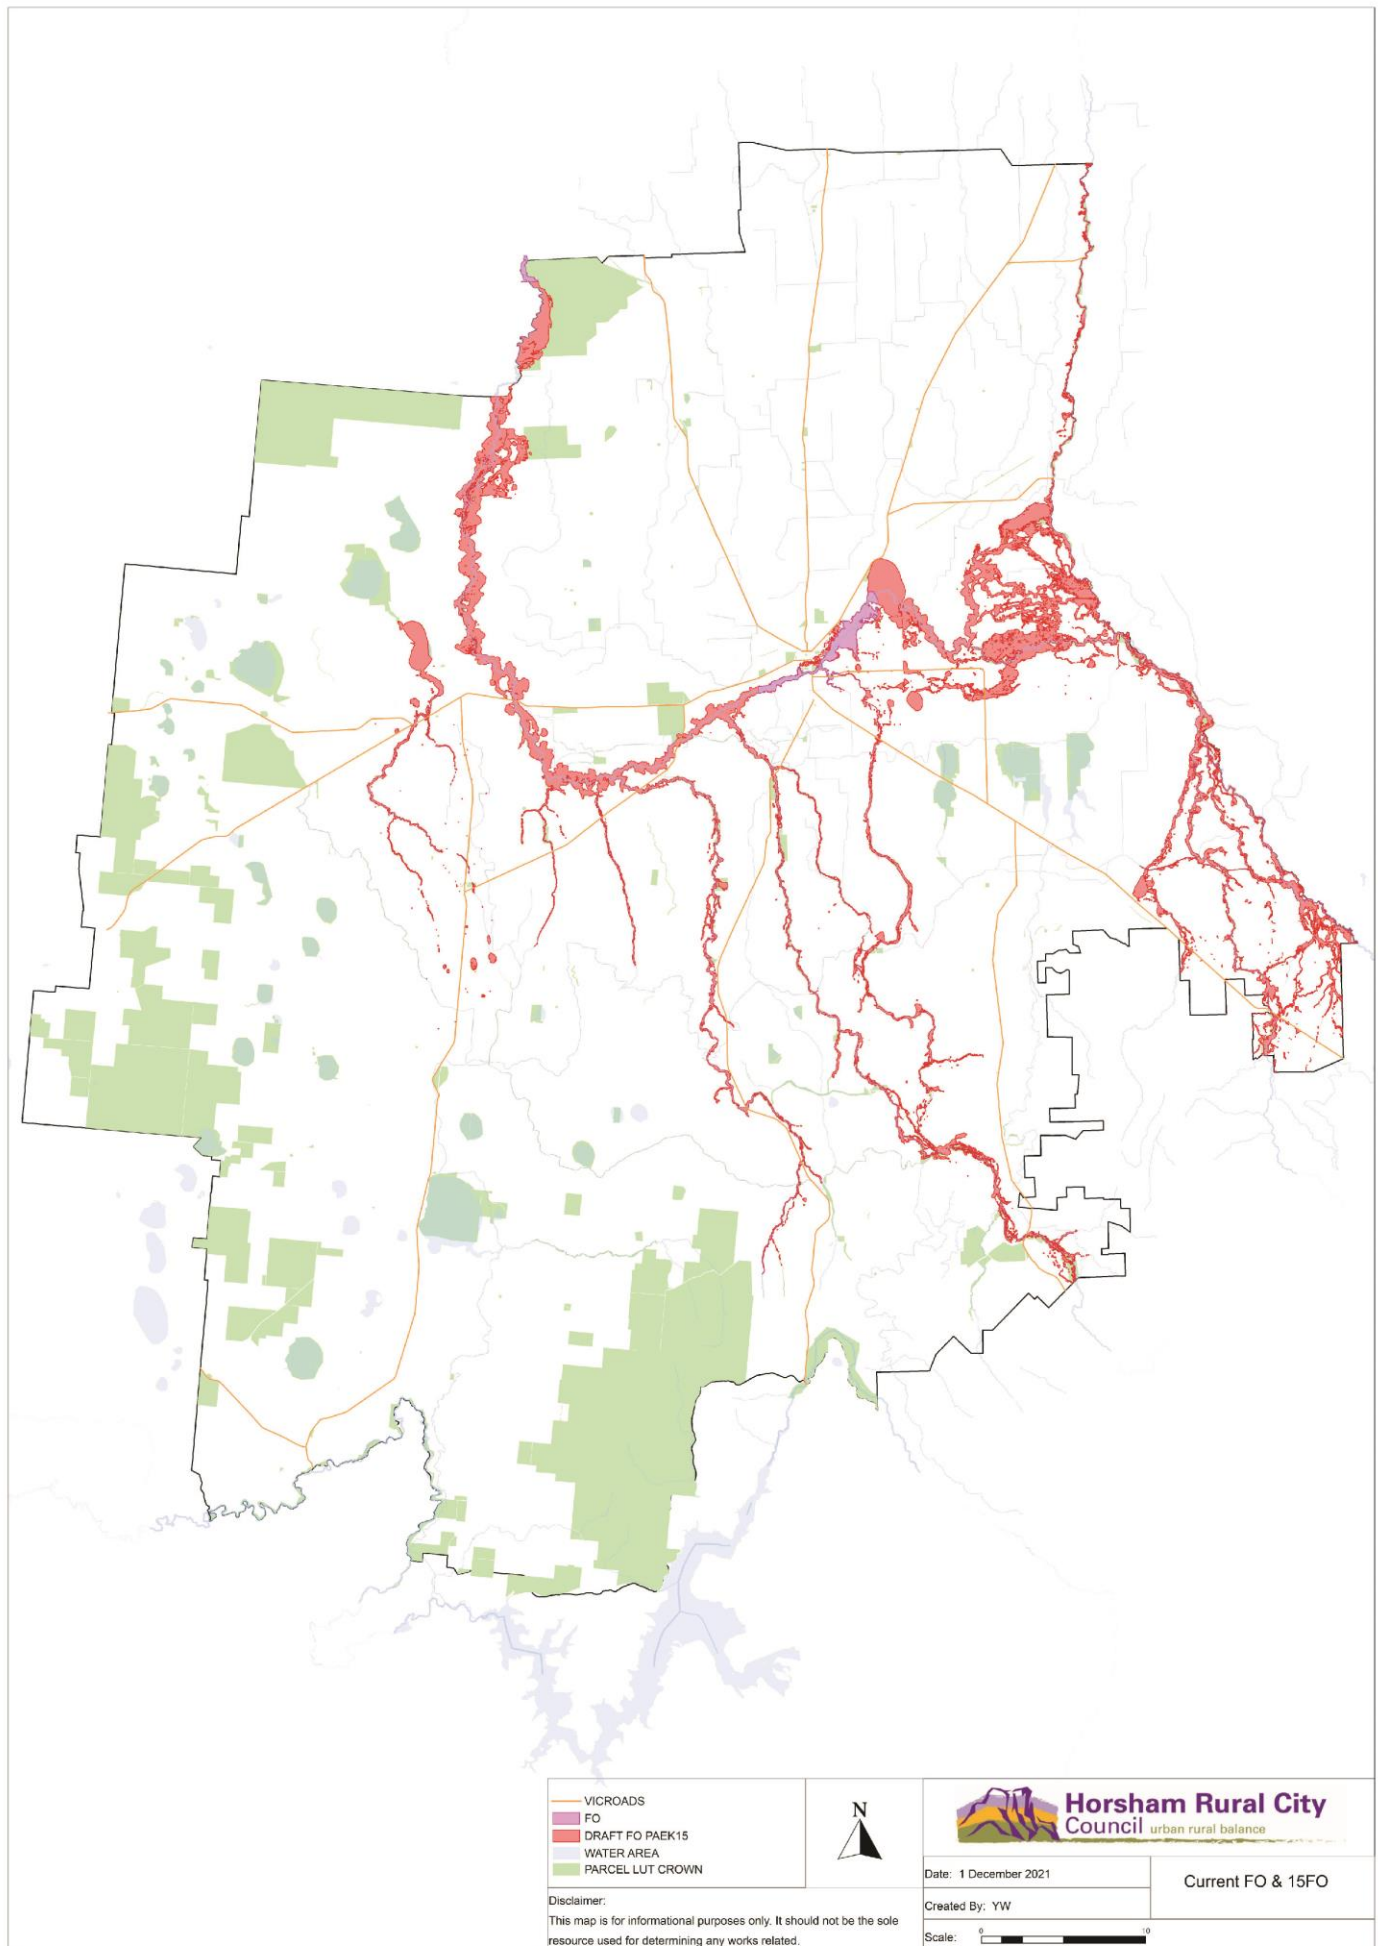 VICROADS
FO
DRAFT FO PAEK15
WATER AREA
PARCEL LUT CROWN
Disclaimer:
This map is for informational purposes only. It should not be the sole
resource used for determining any works related.
N
Horsham Rural City
Council urban rural balance
Date: 1 December 2021
Created By: YW
Scale: 0 10
Current FO & 15FO